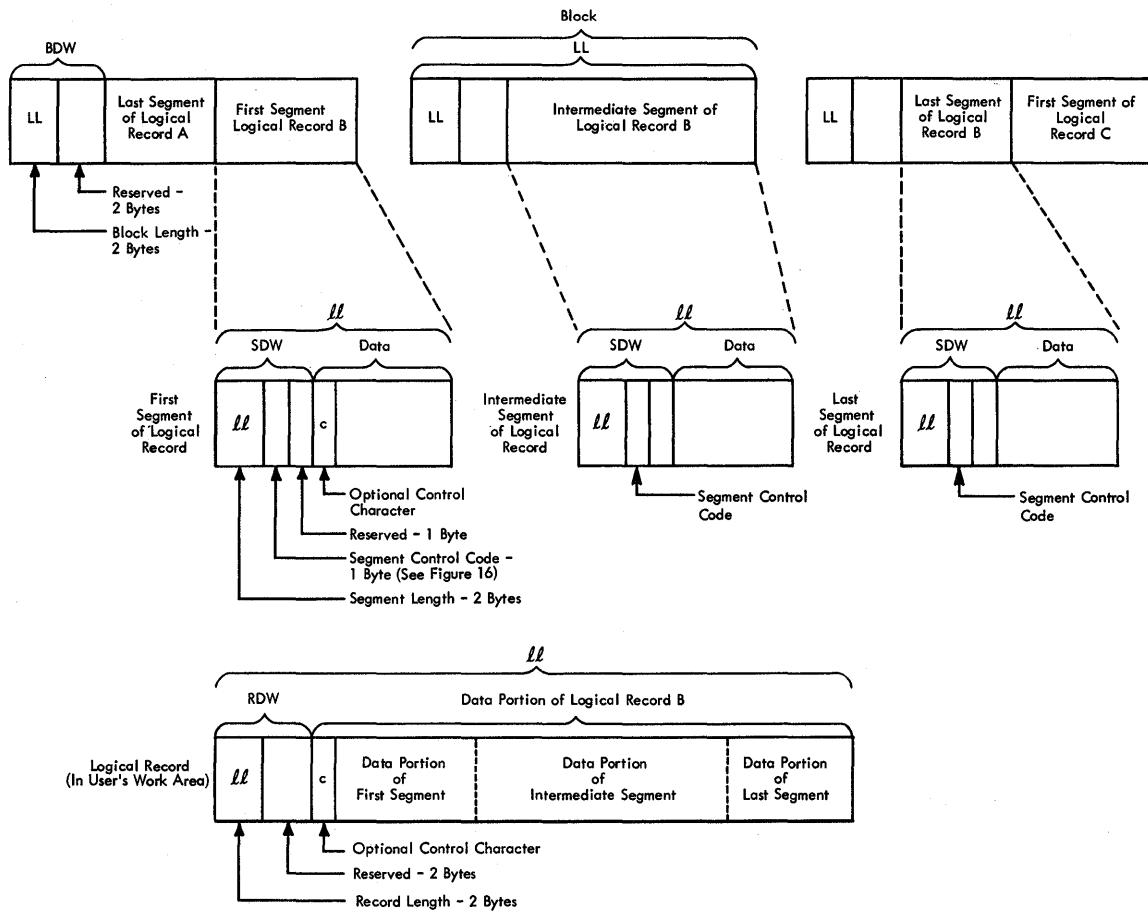 Block
BDW
LL
LL
Last Segment
of Logical
Record A
First Segment
Logical Record B
LL
Intermediate Segment of
Logical Record B
LL
Last Segment
of Logical
Record B
First Segment of
Logical
Record C
Reserved -
2 Bytes
Block Length -
2 Bytes
ll
SDW
Data
First
Segment
of Logical
Record
ll
c
Optional Control
Character
Reserved - 1 Byte
Segment Control Code -
1 Byte (See Figure 16)
Segment Length - 2 Bytes
ll
SDW
Data
Intermediate
Segment
of Logical
Record
ll
Segment Control
Code
ll
SDW
Data
Last
Segment
of Logical
Record
ll
Segment Control
Code
ll
RDW
Data Portion of Logical Record B
Logical Record
(In User's Work Area)
ll
c
Data Portion
of
First Segment
Data Portion
of
Intermediate Segment
Data Portion
of
Last Segment
Optional Control Character
Reserved - 2 Bytes
Record Length - 2 Bytes